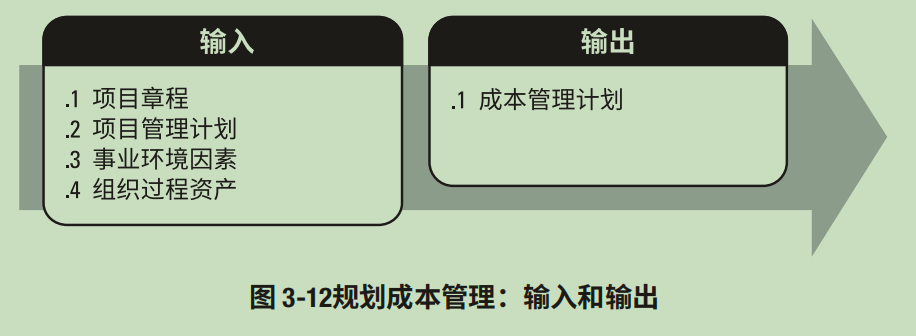 输入
.1 项目章程
.2 项目管理计划
.3 事业环境因素
.4 组织过程资产
输出
.1 成本管理计划
图 3-12规划成本管理：输入和输出